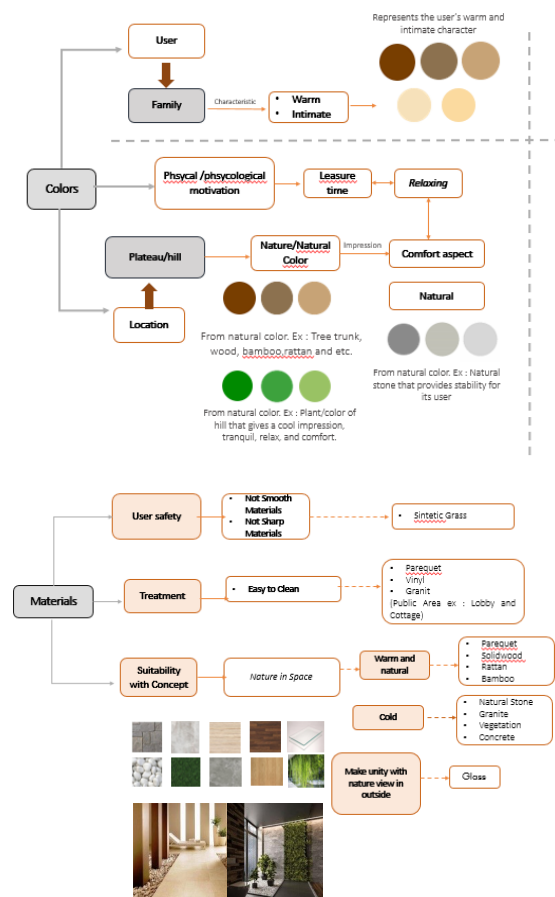 Represents the user's warm and
intimate character
User
Family
Characteristic
• Warm
• Intimate
Colors
Phsycal /phsycological
motivation
Leasure
time
Relaxing
Plateau/hill
Nature/Natural
Color
Impression
Comfort aspect
Location
Natural
From natural color. Ex : Tree trunk,
wood, bamboo,rattan and etc.
From natural color. Ex : Natural
stone that provides stability for
its user
From natural color. Ex : Plant/color of
hill that gives a cool impression,
tranquil, relax, and comfort.
Materials
User safety
• Not Smooth
Materials
• Not Sharp
Materials
• Sintetic Grass
Treatment
• Easy to Clean
• Parequet
• Vinyl
• Granit
(Public Area ex : Lobby and
Cottage)
Suitability
with Concept
Nature in Space
Warm and
natural
• Parequet
• Solidwood
• Rattan
• Bamboo
Cold
• Natural Stone
• Granite
• Vegetation
• Concrete
Make unity with
nature view in
outside
Glass